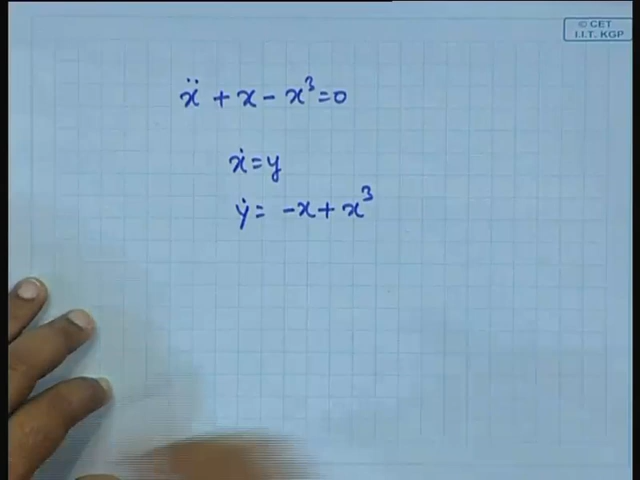 © CET
I.I.T. KGP
ẍ + x - x³ = 0
ẋ = y
ẏ = -x + x³